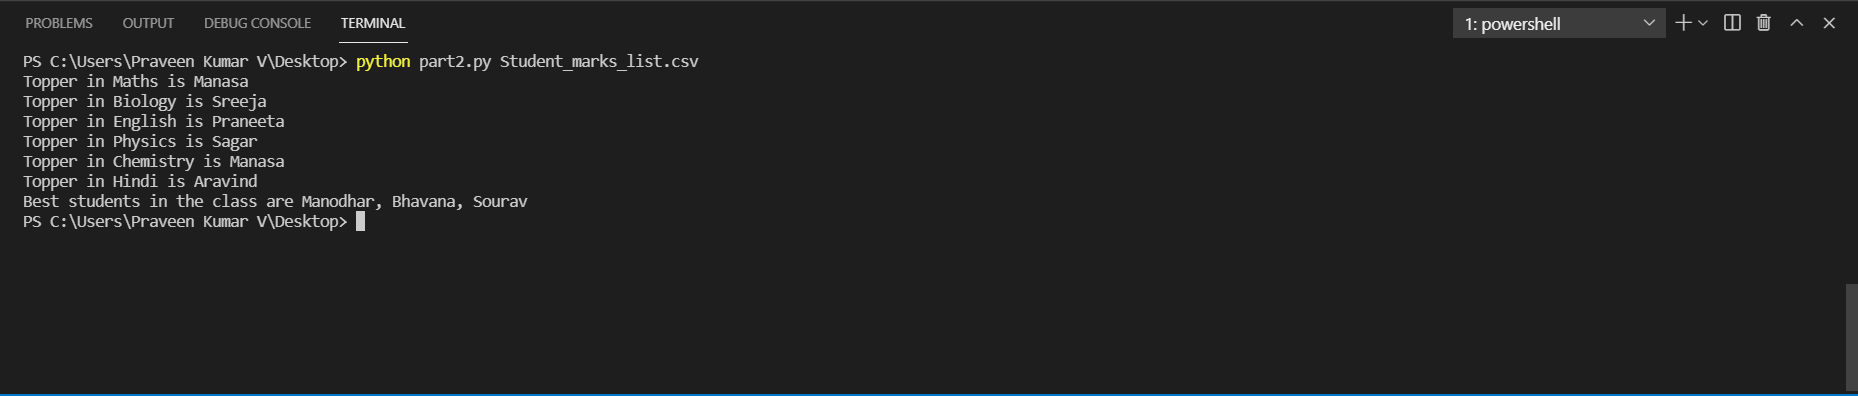 PROBLEMS OUTPUT DEBUG CONSOLE TERMINAL 1: powershell
PS C:\Users\Praveen Kumar V\Desktop> python part2.py Student_marks_list.csv
Topper in Maths is Manasa
Topper in Biology is Sreeja
Topper in English is Praneeta
Topper in Physics is Sagar
Topper in Chemistry is Manasa
Topper in Hindi is Aravind
Best students in the class are Manodhar, Bhavana, Sourav
PS C:\Users\Praveen Kumar V\Desktop>